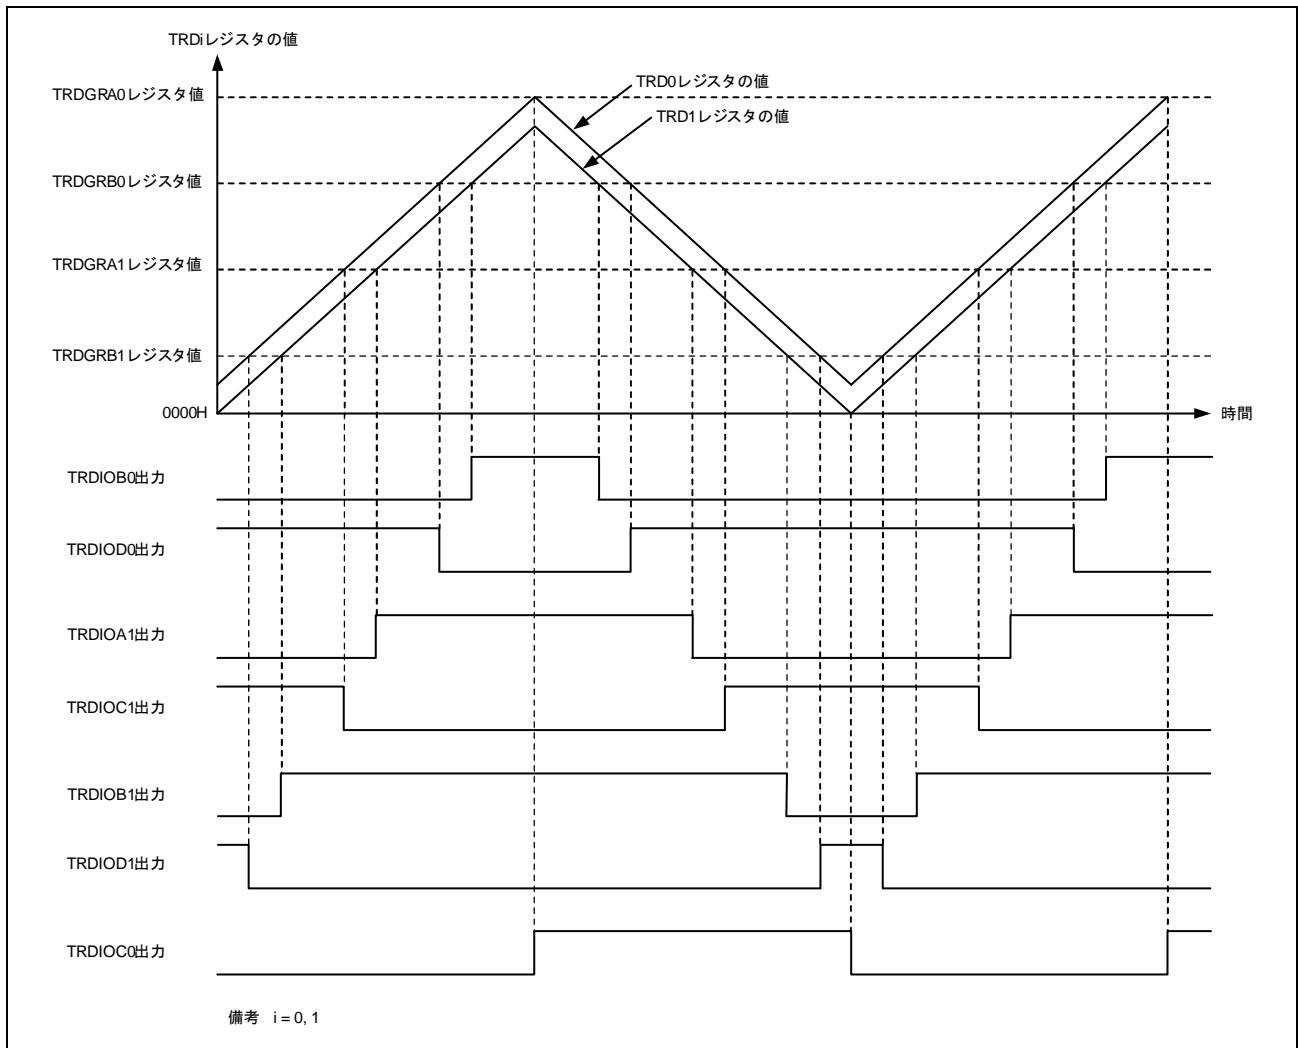 TRDiレジスタの値
TRDGRA0レジスタ値
TRD0レジスタの値
TRD1レジスタの値
TRDGRB0レジスタ値
TRDGRA1レジスタ値
TRDGRB1レジスタ値
0000H
時間
TRDIOB0出力
TRDIOD0出力
TRDIOA1出力
TRDIOC1出力
TRDIOB1出力
TRDIOD1出力
TRDIOC0出力
備考 i = 0, 1